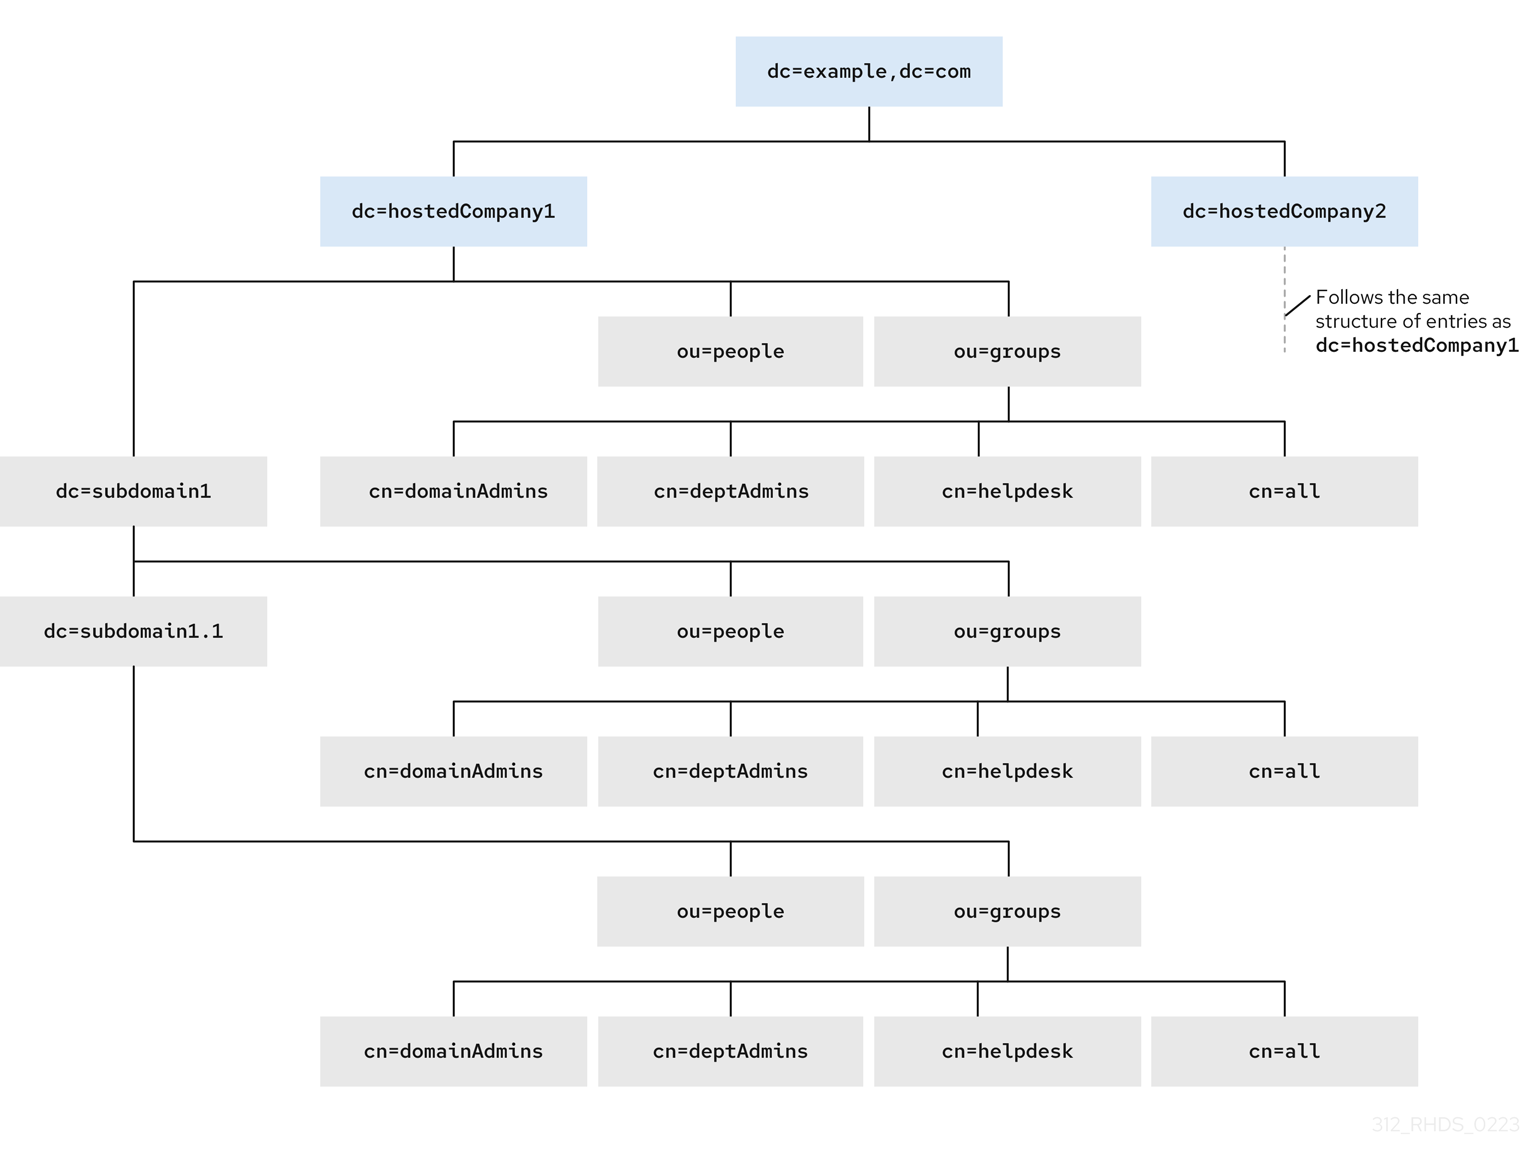 dc=example,dc=com
dc=hostedCompany1
dc=hostedCompany2
Follows the same
structure of entries as
dc=hostedCompany1
ou=people
ou=groups
dc=subdomain1
cn=domainAdmins
cn=deptAdmins
cn=helpdesk
cn=all
dc=subdomain1.1
ou=people
ou=groups
cn=domainAdmins
cn=deptAdmins
cn=helpdesk
cn=all
ou=people
ou=groups
cn=domainAdmins
cn=deptAdmins
cn=helpdesk
cn=all
312_RHDS_0223